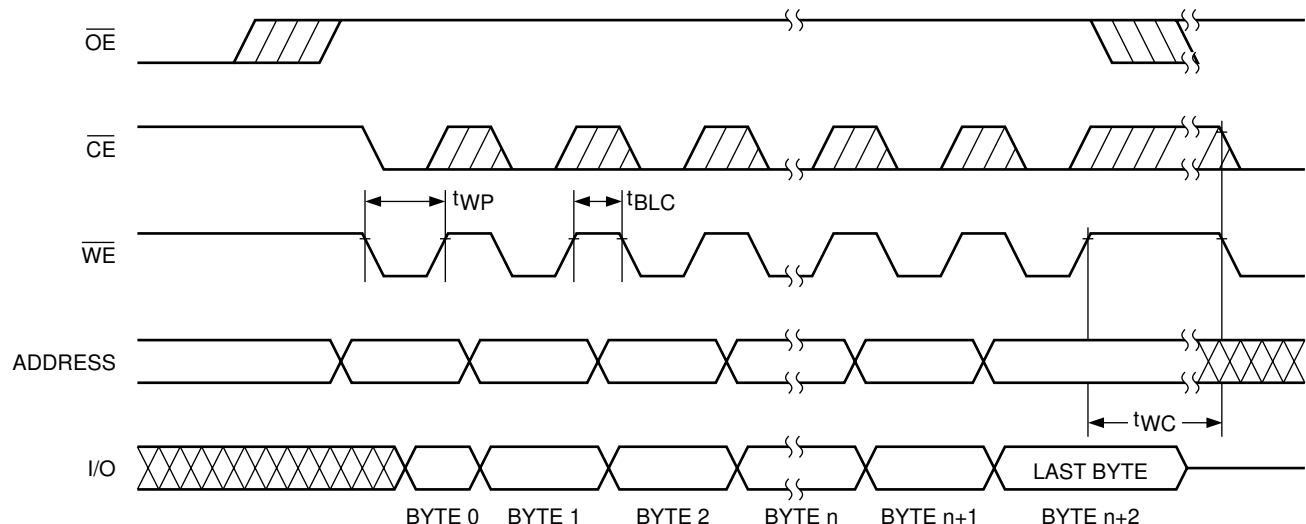 OE
CE
tWP
tBLC
WE
ADDRESS
tWC
I/O
LAST BYTE
BYTE 0 BYTE 1 BYTE 2 BYTE n BYTE n+1 BYTE n+2